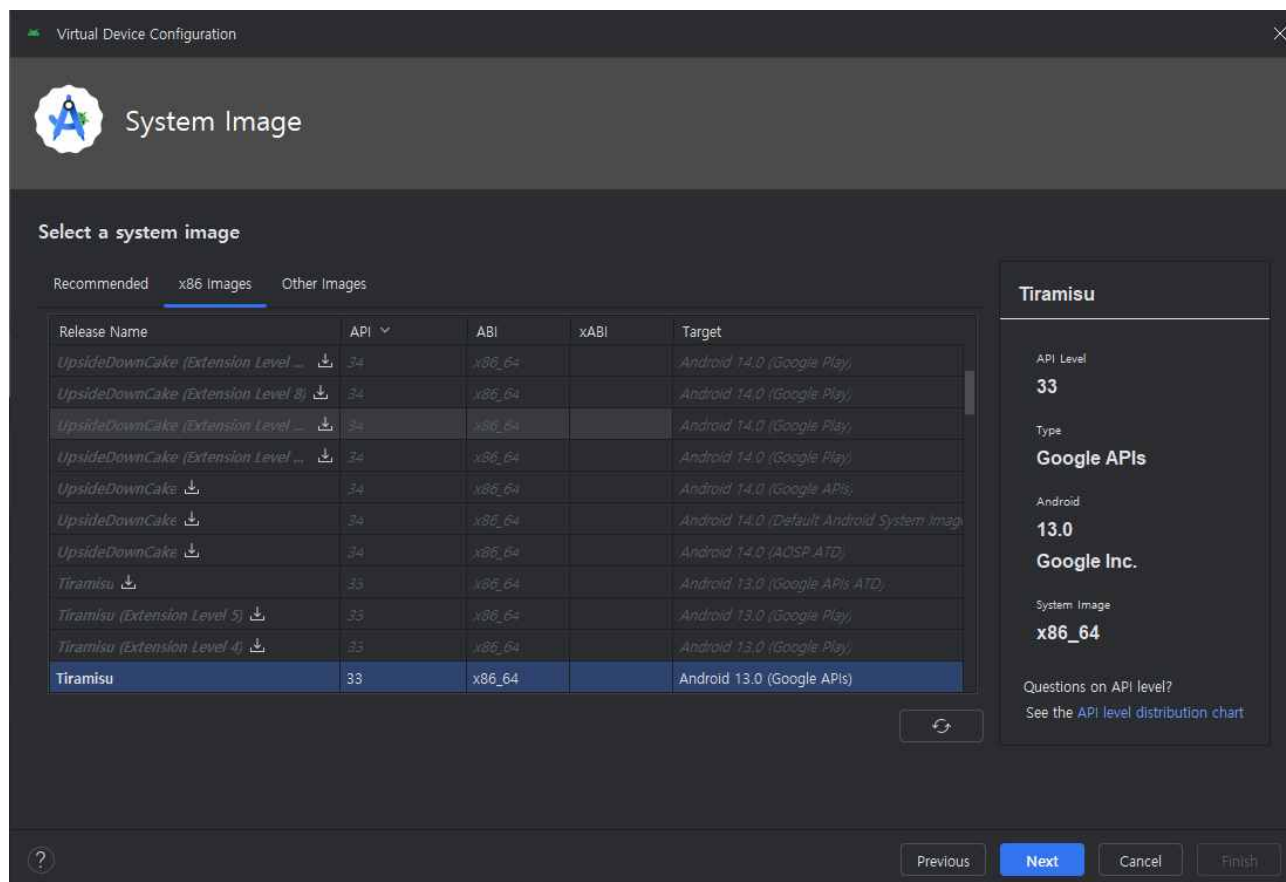 Virtual Device Configuration
System Image
Select a system image
Recommended x86 Images Other Images
Release Name API ABI xABI Target
UpsideDownCake (Extension Level ... 34 x86_64 Android 14.0 (Google Play)
UpsideDownCake (Extension Level 8) 34 x86_64 Android 14.0 (Google Play)
UpsideDownCake (Extension Level ... 34 x86_64 Android 14.0 (Google Play)
UpsideDownCake (Extension Level ... 34 x86_64 Android 14.0 (Google Play)
UpsideDownCake 34 x86_64 Android 14.0 (Google APIs)
UpsideDownCake 34 x86_64 Android 14.0 (Default Android System Imag
UpsideDownCake 34 x86_64 Android 14.0 (AOSP ATD)
Tiramisu 33 x86_64 Android 13.0 (Google APIs ATD)
Tiramisu (Extension Level 5) 33 x86_64 Android 13.0 (Google Play)
Tiramisu (Extension Level 4) 33 x86_64 Android 13.0 (Google Play)
Tiramisu 33 x86_64 Android 13.0 (Google APIs)
Tiramisu
API Level
33
Type
Google APIs
Android
13.0
Google Inc.
System Image
x86_64
Questions on API level?
See the API level distribution chart
? Previous Next Cancel Finish